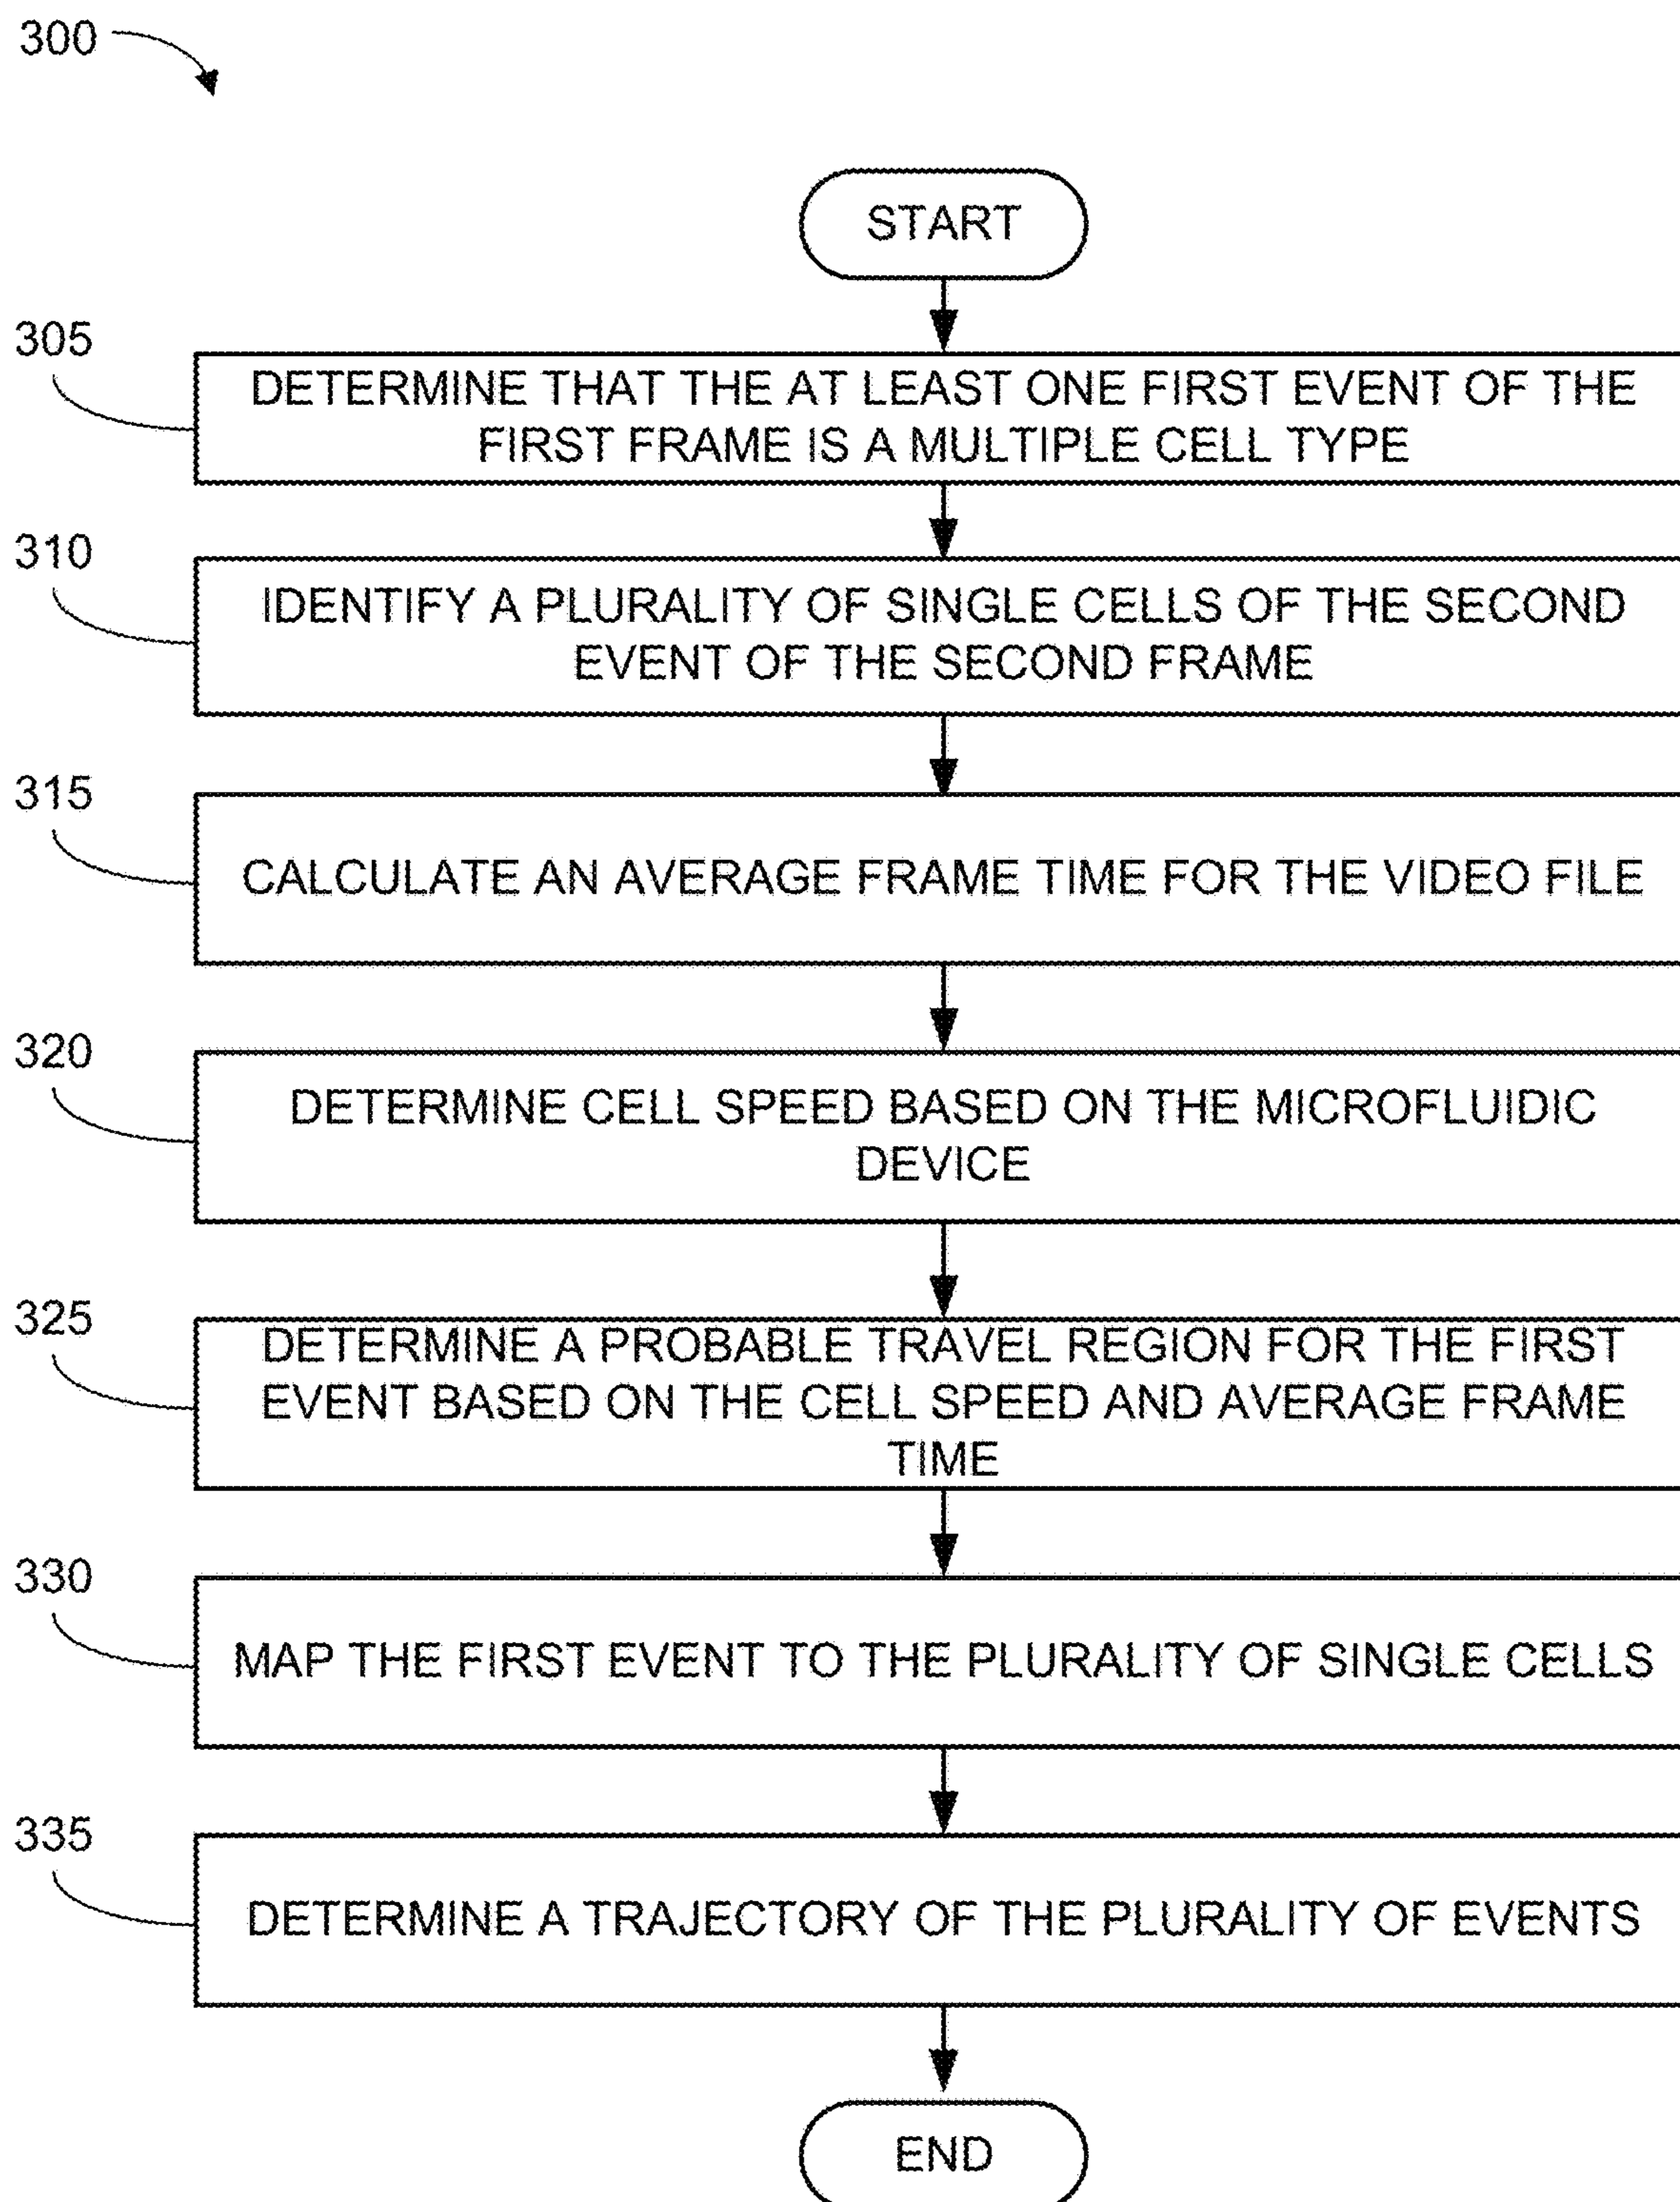 300
START
305
DETERMINE THAT THE AT LEAST ONE FIRST EVENT OF THE
FIRST FRAME IS A MULTIPLE CELL TYPE
310
IDENTIFY A PLURALITY OF SINGLE CELLS OF THE SECOND
EVENT OF THE SECOND FRAME
315
CALCULATE AN AVERAGE FRAME TIME FOR THE VIDEO FILE
320
DETERMINE CELL SPEED BASED ON THE MICROFLUIDIC
DEVICE
325
DETERMINE A PROBABLE TRAVEL REGION FOR THE FIRST
EVENT BASED ON THE CELL SPEED AND AVERAGE FRAME
TIME
330
MAP THE FIRST EVENT TO THE PLURALITY OF SINGLE CELLS
335
DETERMINE A TRAJECTORY OF THE PLURALITY OF EVENTS
END